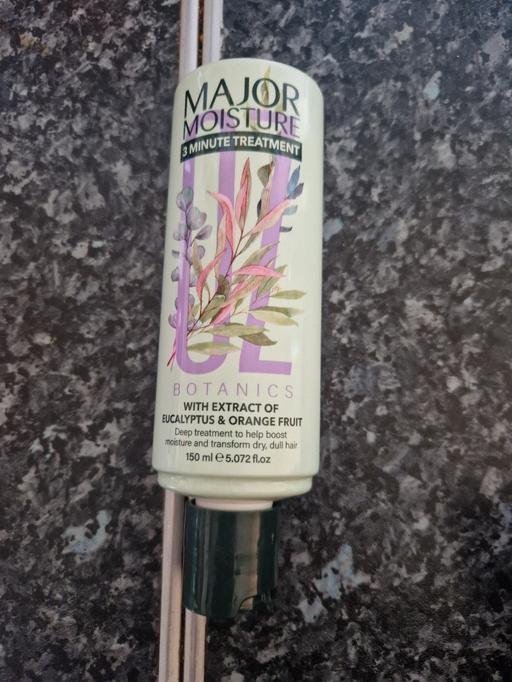 MAJOR
MOISTURE
3 MINUTE TREATMENT
BOTANICS
WITH EXTRACT OF
EUCALYPTUS & ORANGE FRUIT
Deep treatment to help boost
moisture and transform dry, dull hair
150 ml ℮ 5.072 fl.oz